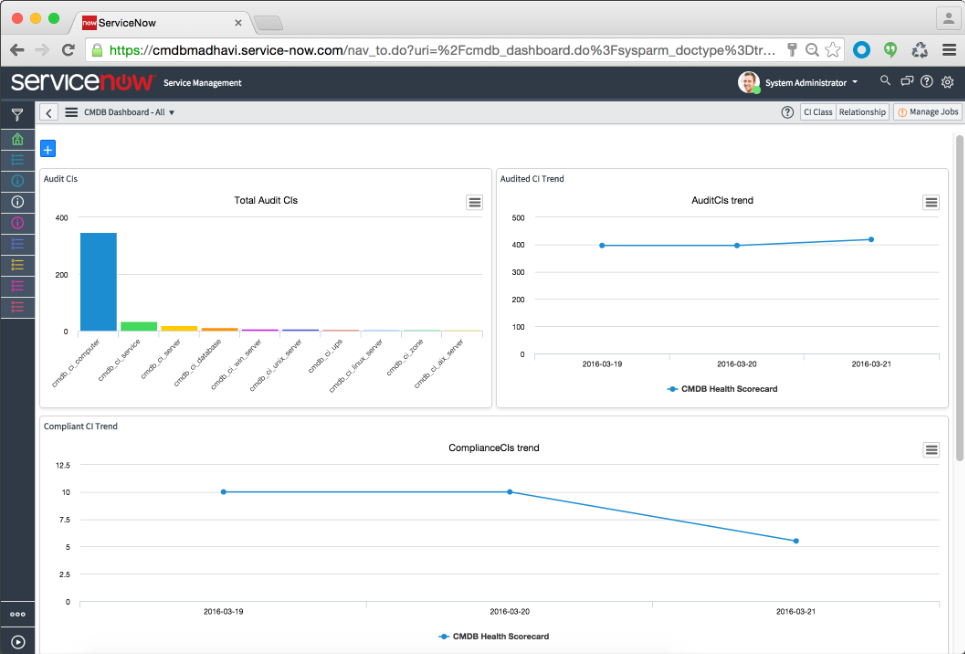 now ServiceNow
https://cmdbmadhavi.service-now.com/nav_to.do?uri=%2Fcmdb_dashboard.do%3Fsysparm_doctype%3Dtr...
servicenow Service Management System Administrator
CMDB Dashboard - All CI Class Relationship Manage Jobs
+
Audit CIs
Total Audit CIs
400
200
0
cmdb_ci_computer
cmdb_ci_service
cmdb_ci_server
cmdb_ci_database
cmdb_ci_win_server
cmdb_ci_unix_server
cmdb_ci_ups
cmdb_ci_linux_server
cmdb_ci_zone
cmdb_ci_aix_server
Audited CI Trend
AuditCIs trend
500
400
300
200
100
0
2016-03-19 2016-03-20 2016-03-21
CMDB Health Scorecard
Compliant CI Trend
ComplianceCIs trend
12.5
10
7.5
5
2.5
0
2016-03-19 2016-03-20 2016-03-21
CMDB Health Scorecard